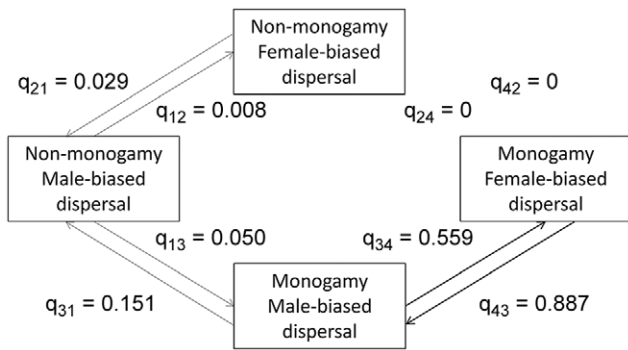 Non-monogamy
Female-biased
dispersal
q21 = 0.029
q42 = 0
q12 = 0.008
q24 = 0
Non-monogamy
Male-biased
dispersal
Monogamy
Female-biased
dispersal
q13 = 0.050
q34 = 0.559
Monogamy
Male-biased
dispersal
q31 = 0.151
q43 = 0.887